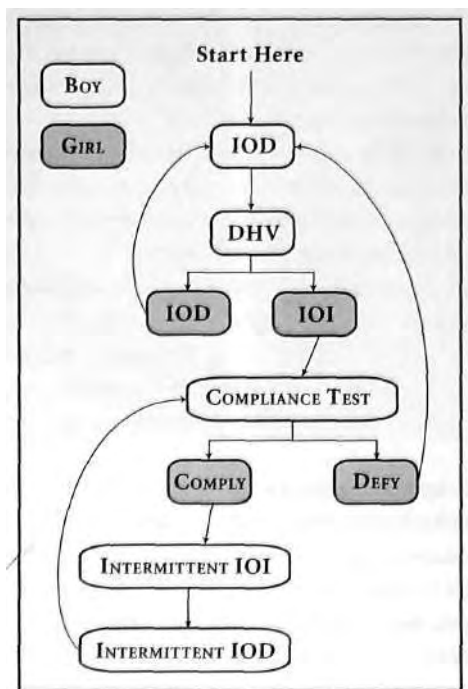 Start Here
BOY
GIRL
IOD
DHV
IOD
IOI
COMPLIANCE TEST
COMPLY
DEFY
INTERMITTENT IOI
INTERMITTENT IOD